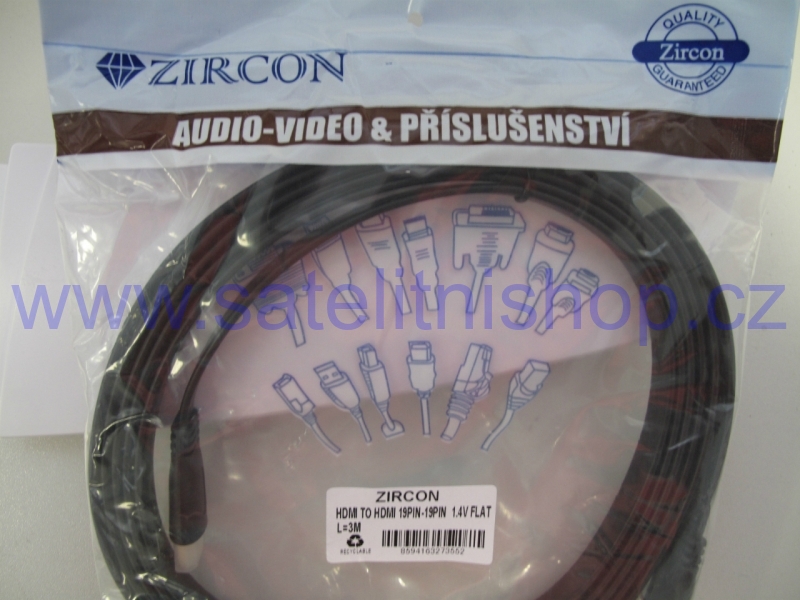 ZIRCON
QUALITY
Zircon
GUARANTEED
AUDIO-VIDEO & PŘÍSLUŠENSTVÍ
www.satelitnishop.cz
ZIRCON
HDMI TO HDMI 19PIN-19PIN 1.4V FLAT
L=3M
RECYCLABLE
8594163273552